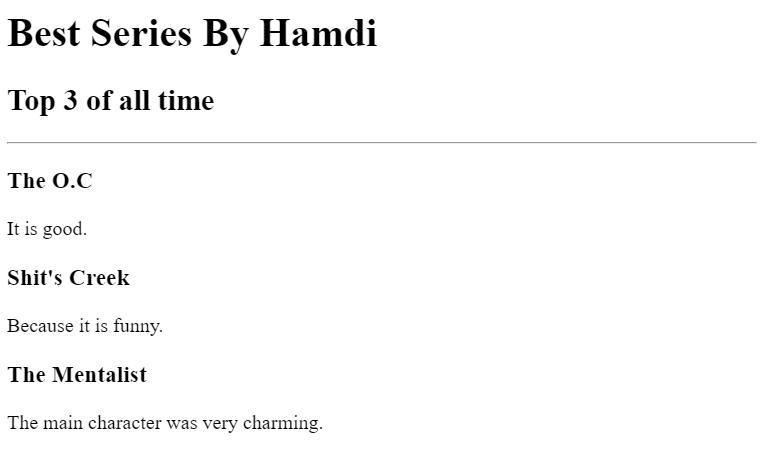 Best Series By Hamdi
Top 3 of all time
The O.C
It is good.
Shit's Creek
Because it is funny.
The Mentalist
The main character was very charming.